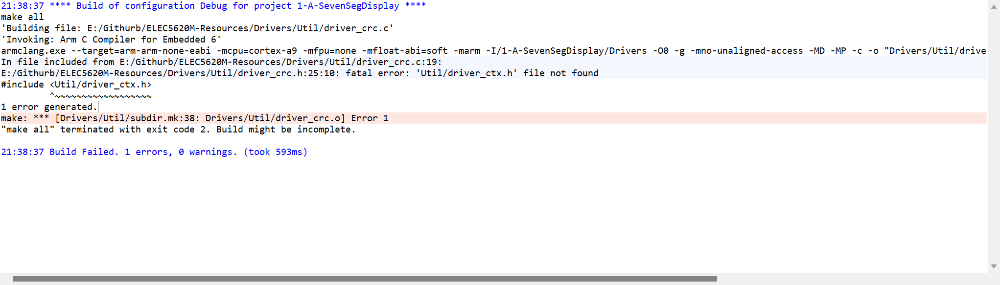 21:38:37 **** Build of configuration Debug for project 1-A-SevenSegDisplay ****
make all
'Building file: E:/Githurb/ELEC5620M-Resources/Drivers/Util/driver_crc.c'
'Invoking: Arm C Compiler for Embedded 6'
armclang.exe --target=arm-arm-none-eabi -mcpu=cortex-a9 -mfpu=none -mfloat-abi=soft -marm -I/1-A-SevenSegDisplay/Drivers -O0 -g -mno-unaligned-access -MD -MP -c -o "Drivers/Util/drive
In file included from E:/Githurb/ELEC5620M-Resources/Drivers/Util/driver_crc.c:19:
E:/Githurb/ELEC5620M-Resources/Drivers/Util/driver_crc.h:25:10: fatal error: 'Util/driver_ctx.h' file not found
#include <Util/driver_ctx.h>
         ^~~~~~~~~~~~~~~~~~~
1 error generated.
make: *** [Drivers/Util/subdir.mk:38: Drivers/Util/driver_crc.o] Error 1
"make all" terminated with exit code 2. Build might be incomplete.
21:38:37 Build Failed. 1 errors, 0 warnings. (took 593ms)